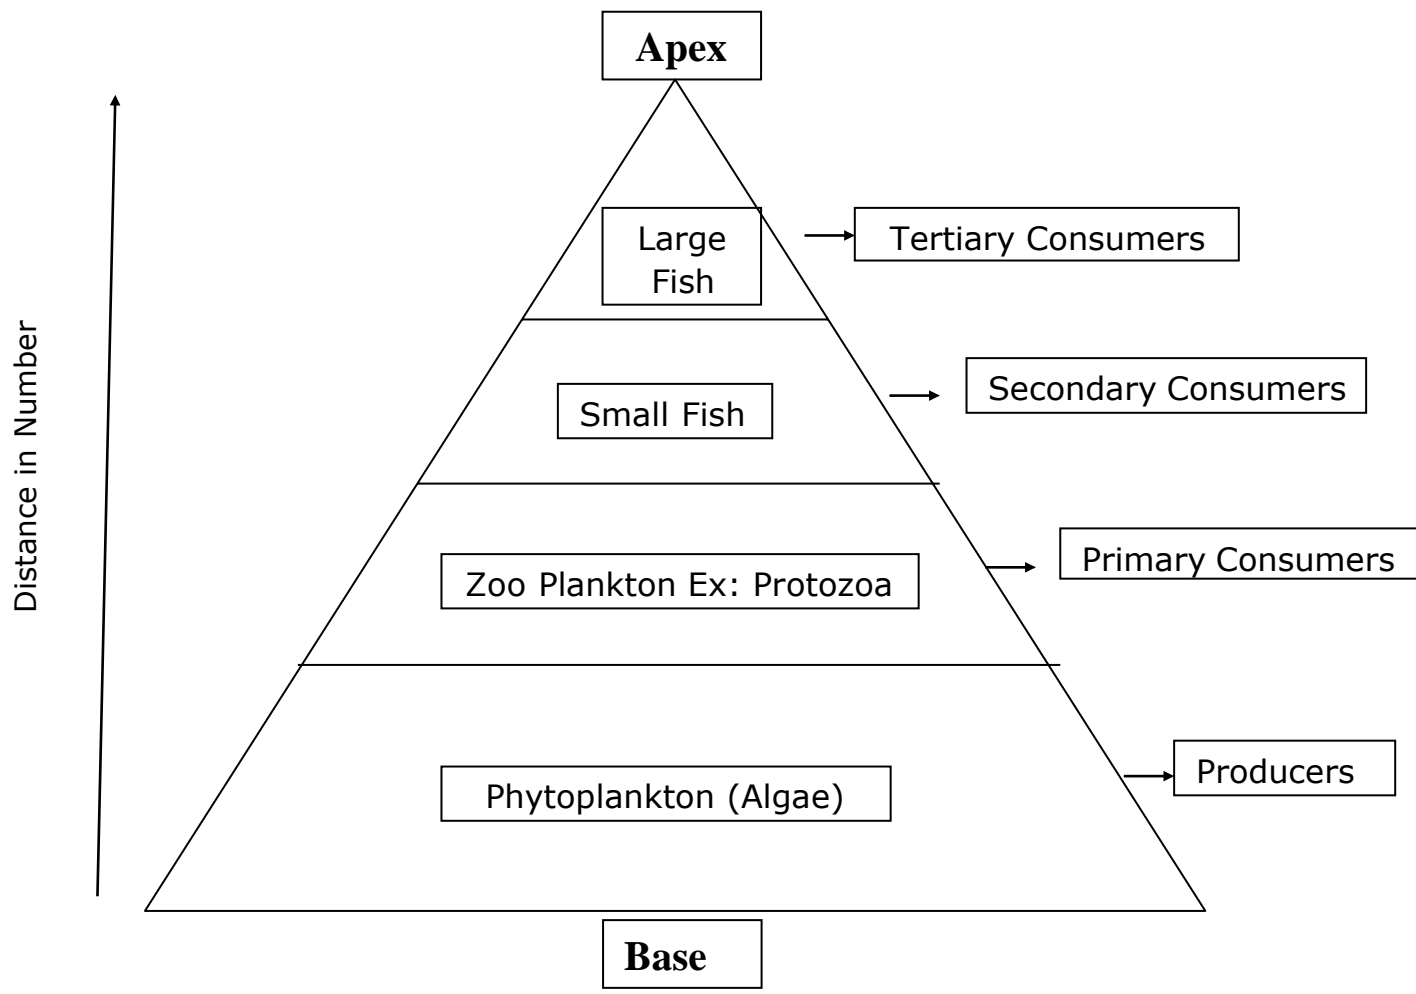 Apex
Large
Fish
Tertiary Consumers
Small Fish
Secondary Consumers
Zoo Plankton Ex: Protozoa
Primary Consumers
Phytoplankton (Algae)
Producers
Base
Distance in Number